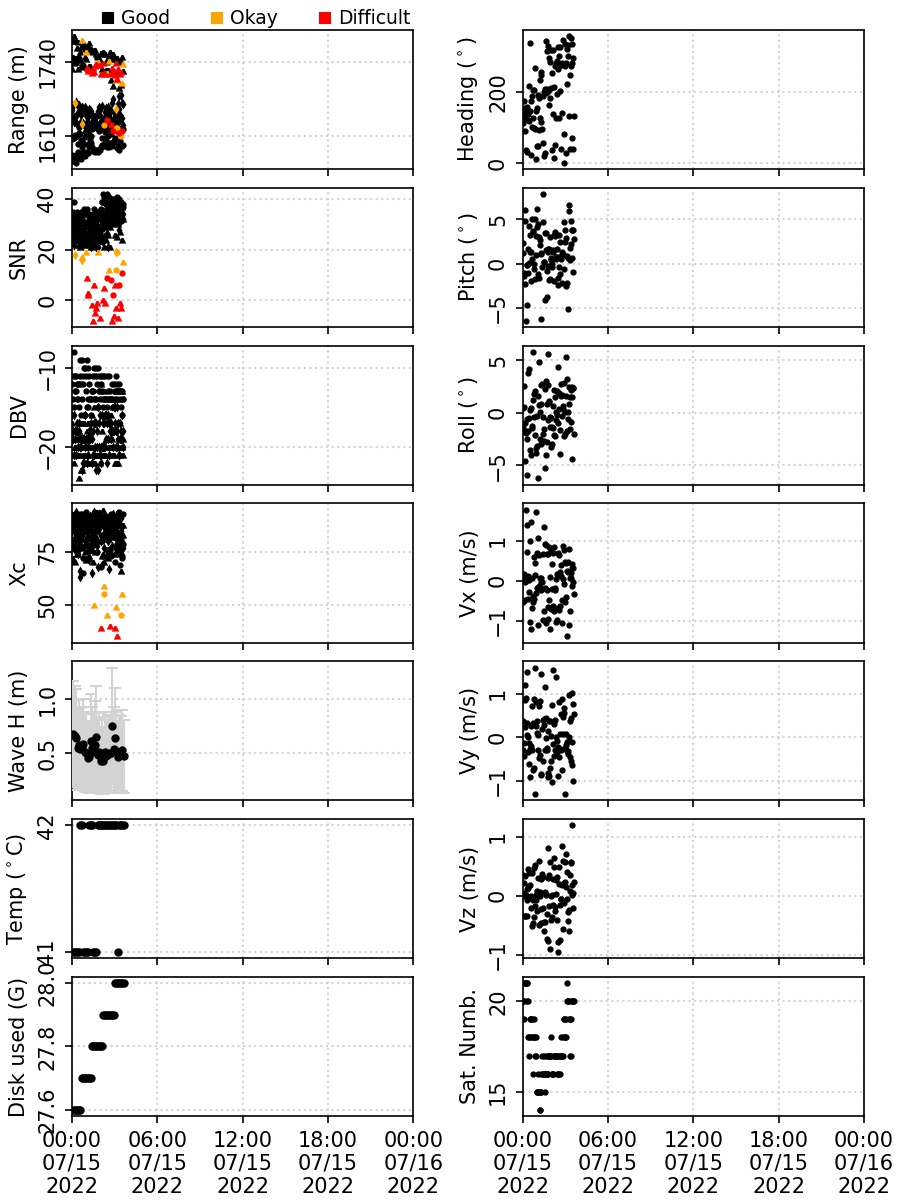 Good Okay Difficult
Range (m)
1740
1610
Heading (°)
200
0
SNR
40
20
0
Pitch (°)
5
0
−5
DBV
−10
−20
Roll (°)
5
0
−5
Xc
75
50
Vx (m/s)
1
0
−1
Wave H (m)
1.0
0.5
Vy (m/s)
1
0
−1
Temp (°C)
42
41
Vz (m/s)
1
0
−1
Disk used (G)
28.0
27.8
27.6
Sat. Numb.
20
15
00:00 06:00 12:00 18:00 00:00
07/15 07/15 07/15 07/15 07/16
2022 2022 2022 2022 2022
00:00 06:00 12:00 18:00 00:00
07/15 07/15 07/15 07/15 07/16
2022 2022 2022 2022 2022